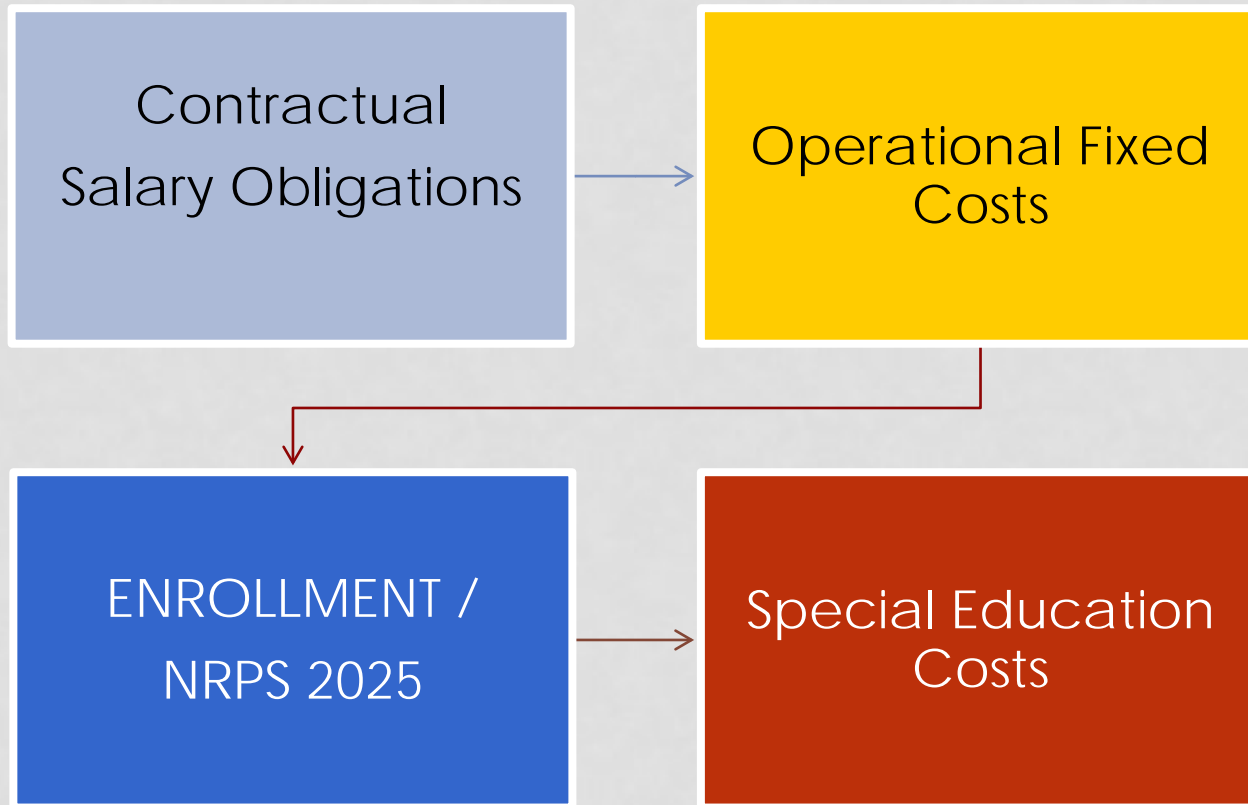 Contractual
Salary Obligations
Operational Fixed
Costs
ENROLLMENT /
NRPS 2025
Special Education
Costs